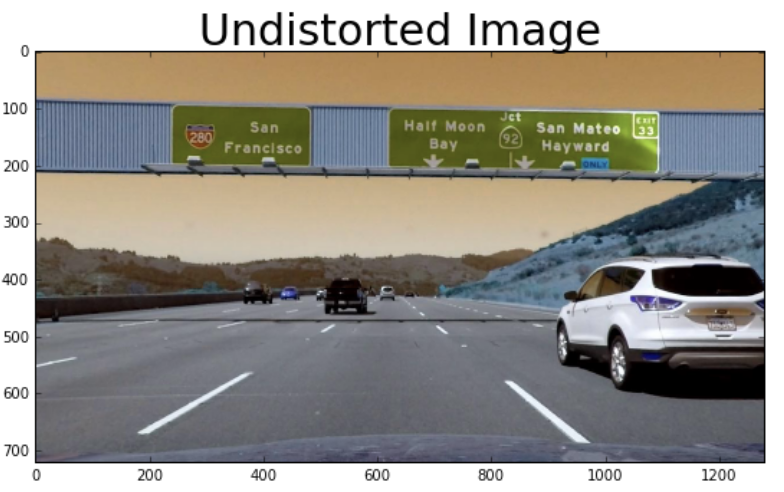 Undistorted Image
0
100
200
300
400
500
600
700
San
280
Francisco
Half Moon
Bay
Jct
92
San Mateo
Hayward
ONLY
EXIT
33
0 200 400 600 800 1000 1200